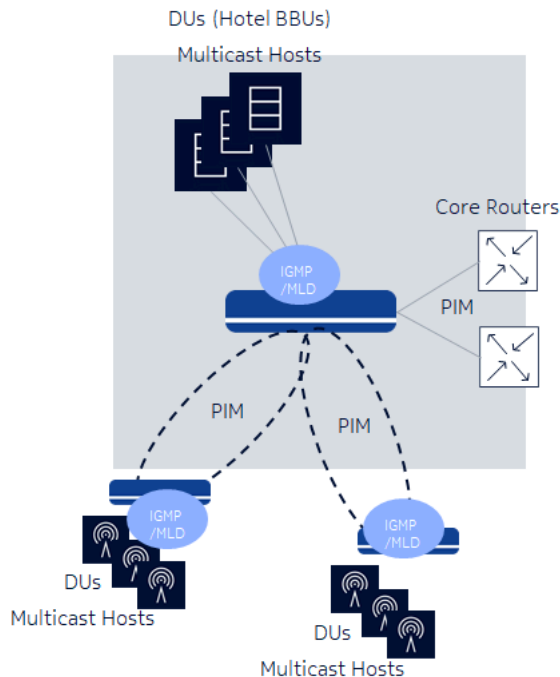 DUs (Hotel BBUs)
Multicast Hosts
Core Routers
IGMP
/MLD
PIM
PIM
PIM
IGMP
/MLD
IGMP
/MLD
DUs
Multicast Hosts
DUs
Multicast Hosts